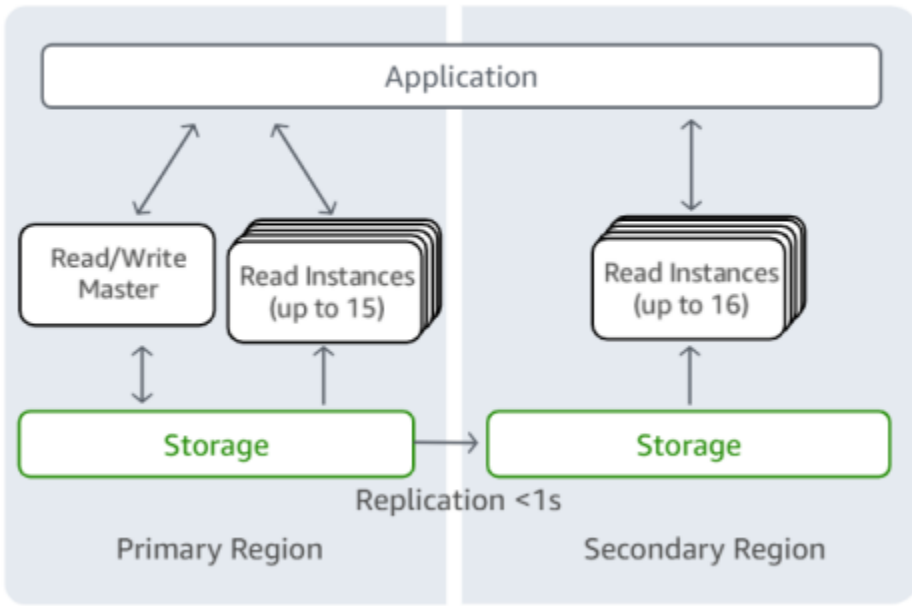 Application
Read/Write
Master
Read Instances
(up to 15)
Read Instances
(up to 16)
Storage
Storage
Replication <1s
Primary Region
Secondary Region